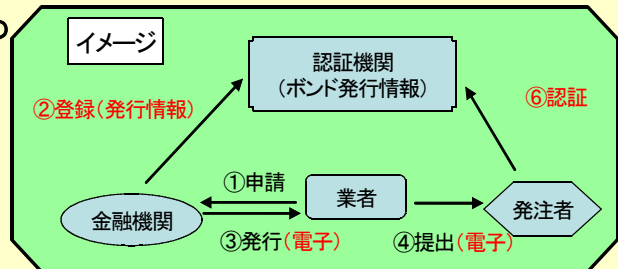 イメージ
認証機関
(ボンド発行情報)
②登録(発行情報)
⑥認証
①申請
業者
金融機関
発注者
③発行(電子)
④提出(電子)